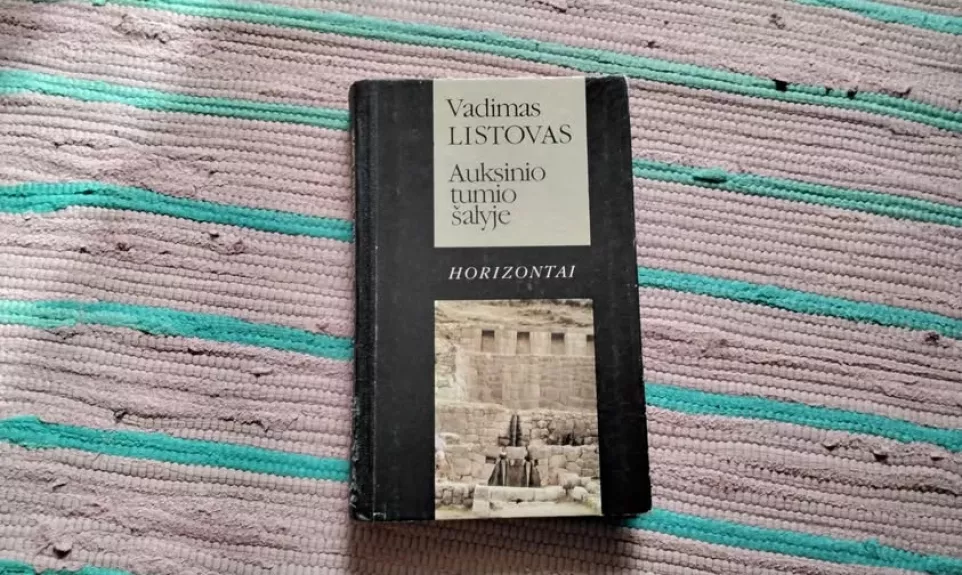 Vadimas
LISTOVAS
Auksinio
tumio
šalyje
HORIZONTAI